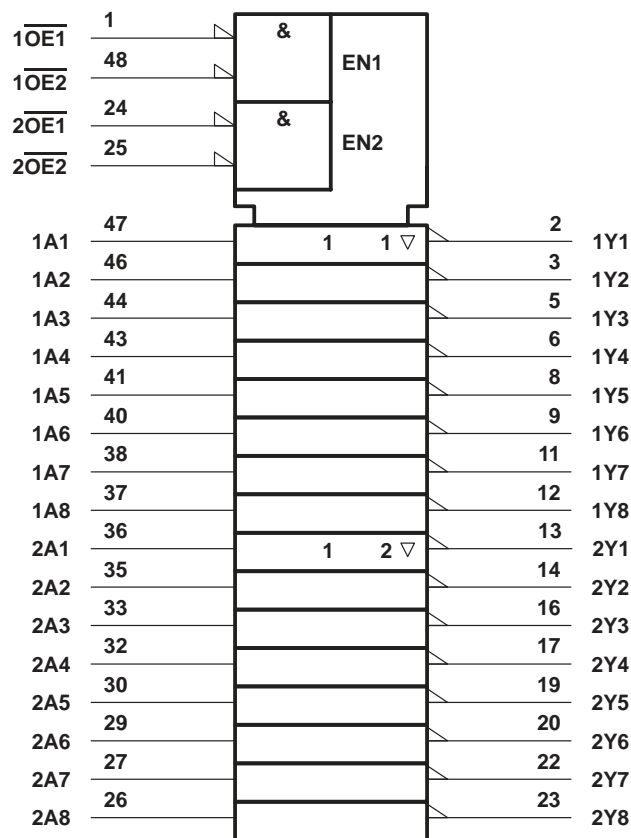 1 &
1OE1
48 EN1
1OE2
24 &
2OE1
25 EN2
2OE2
47 2
1A1 1 1 ▽ 1Y1
46 3
1A2 1Y2
44 5
1A3 1Y3
43 6
1A4 1Y4
41 8
1A5 1Y5
40 9
1A6 1Y6
38 11
1A7 1Y7
37 12
1A8 1Y8
36 13
2A1 1 2 ▽ 2Y1
35 14
2A2 2Y2
33 16
2A3 2Y3
32 17
2A4 2Y4
30 19
2A5 2Y5
29 20
2A6 2Y6
27 22
2A7 2Y7
26 23
2A8 2Y8